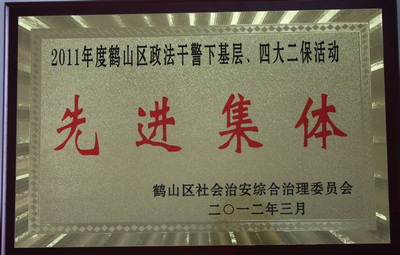 2011年度鹤山区政法干警下基层、四大二保活动
先进集体
鹤山区社会治安综合治理委员会
二〇一二年三月